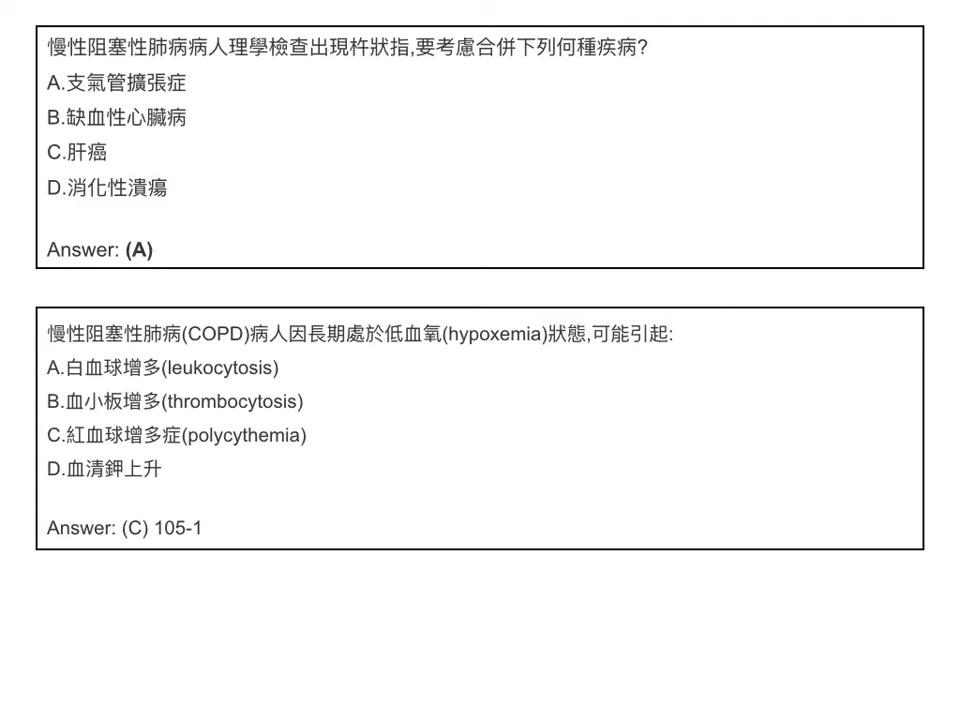 慢性阻塞性肺病病人理學檢查出現杵狀指,要考慮合併下列何種疾病?
A.支氣管擴張症
B.缺血性心臟病
C.肝癌
D.消化性潰瘍
Answer: (A)
慢性阻塞性肺病(COPD)病人因長期處於低血氧(hypoxemia)狀態,可能引起:
A.白血球增多(leukocytosis)
B.血小板增多(thrombocytosis)
C.紅血球增多症(polycythemia)
D.血清鉀上升
Answer: (C) 105-1